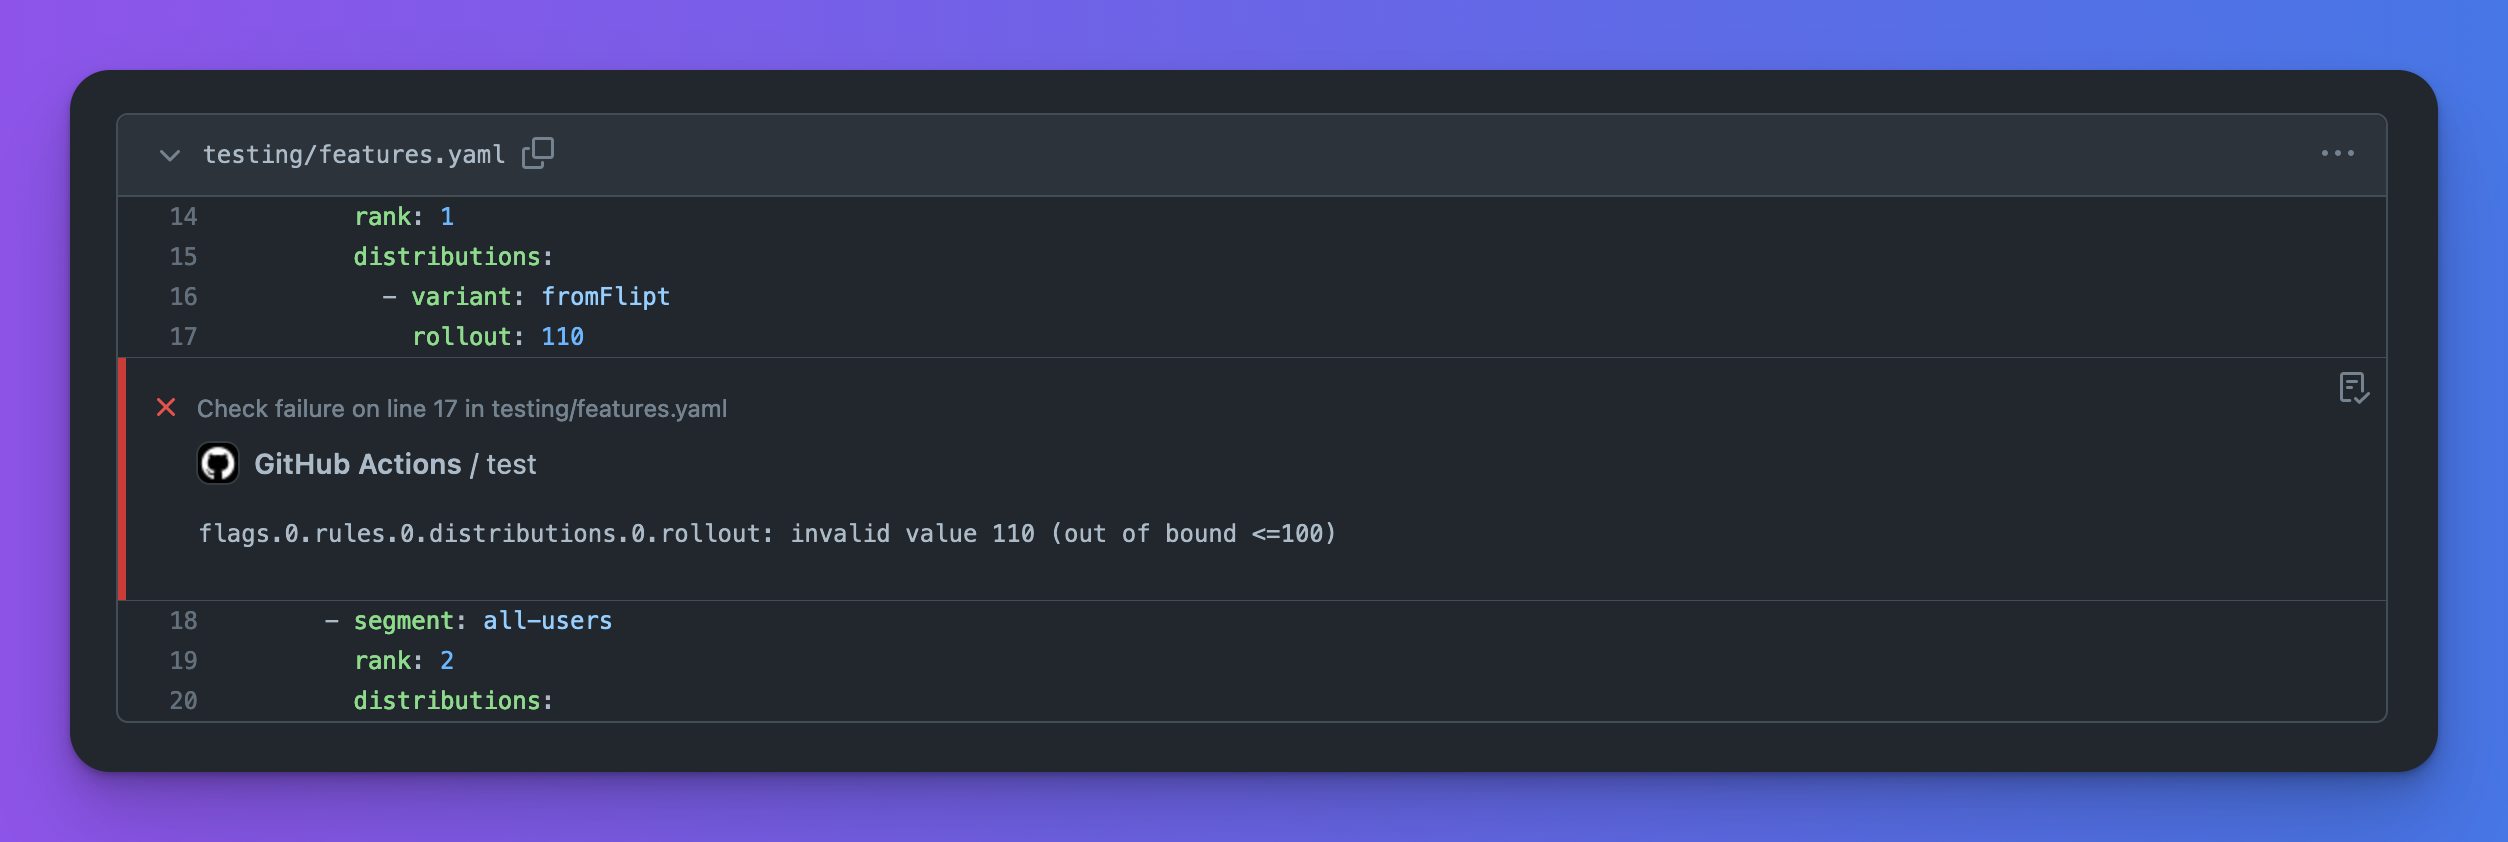 testing/features.yaml
14 rank: 1
15 distributions:
16 - variant: fromFlipt
17 rollout: 110
Check failure on line 17 in testing/features.yaml
GitHub Actions / test
flags.0.rules.0.distributions.0.rollout: invalid value 110 (out of bound <=100)
18 - segment: all-users
19 rank: 2
20 distributions: